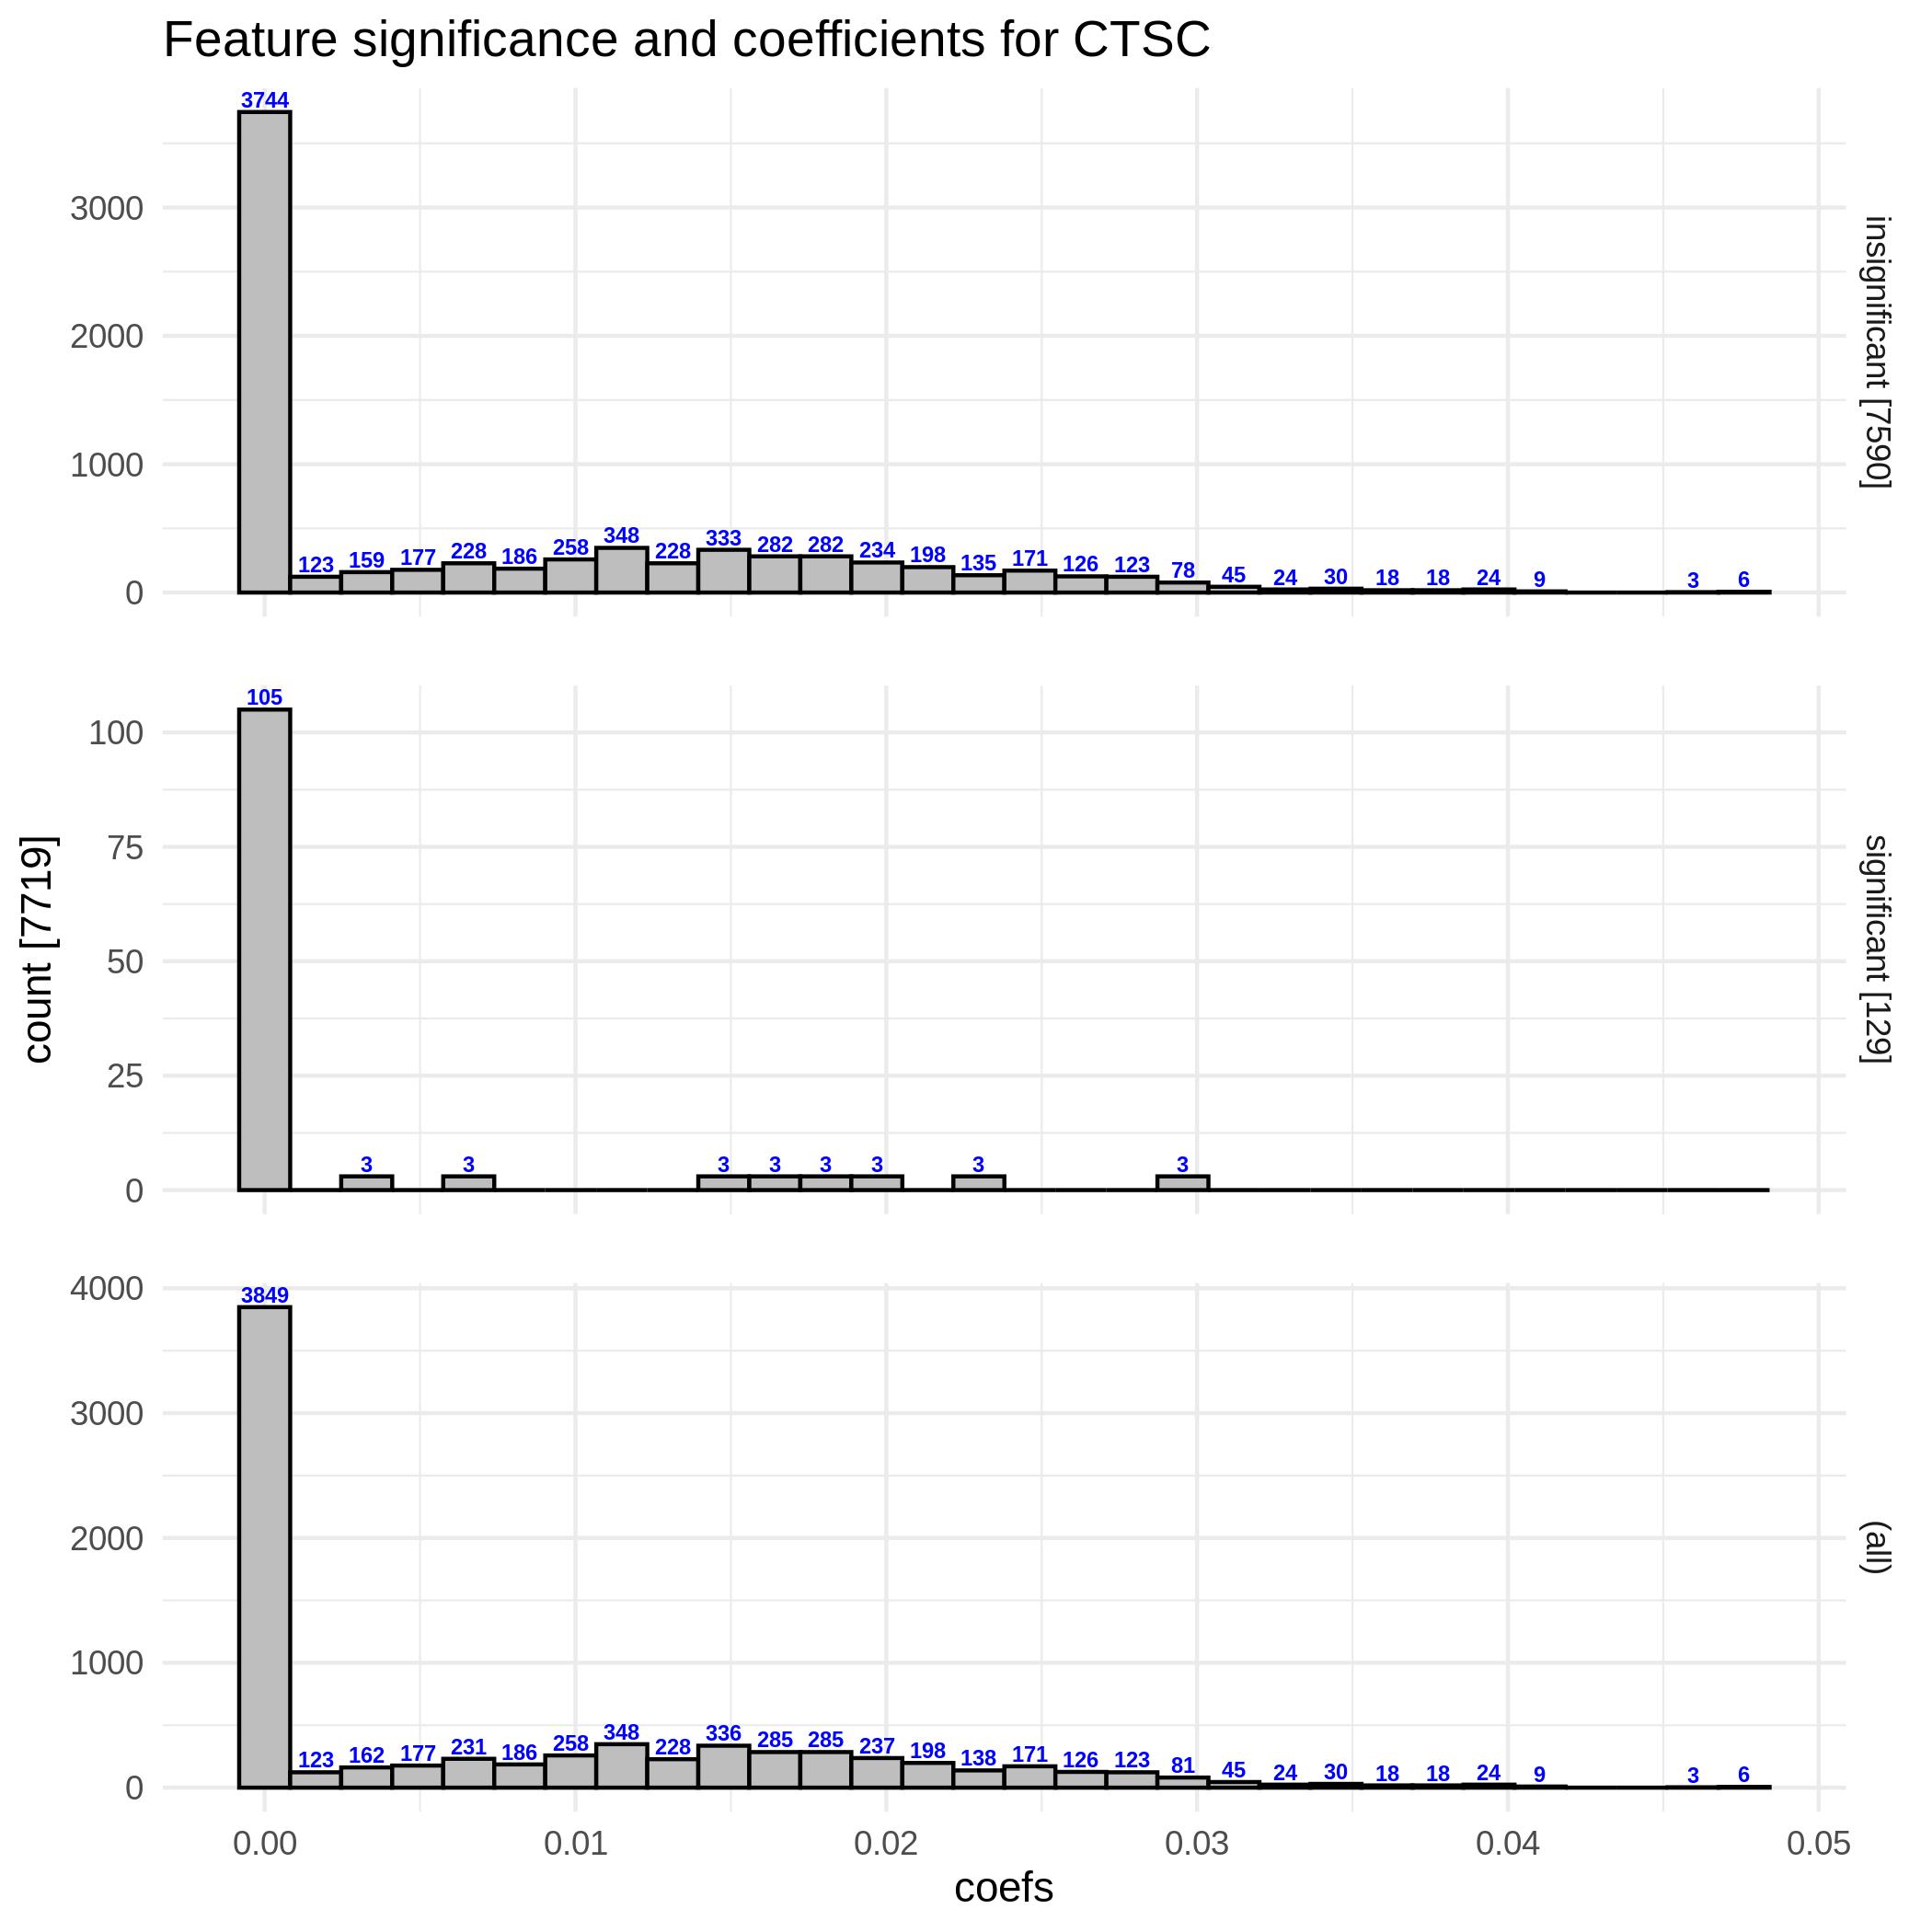 Feature significance and coefficients for CTSC
3744
123 159 177 228 186 258 348 228 333 282 282 234 198 135 171 126 123 78 45 24 30 18 18 24 9 3 6
3000
2000
1000
0
insignificant [7590]
105
3 3 3 3 3 3 3 3
100
75
50
25
0
significant [129]
count [7719]
3849
123 162 177 231 186 258 348 228 336 285 285 237 198 138 171 126 123 81 45 24 30 18 18 24 9 3 6
4000
3000
2000
1000
0
(all)
0.00 0.01 0.02 0.03 0.04 0.05
coefs